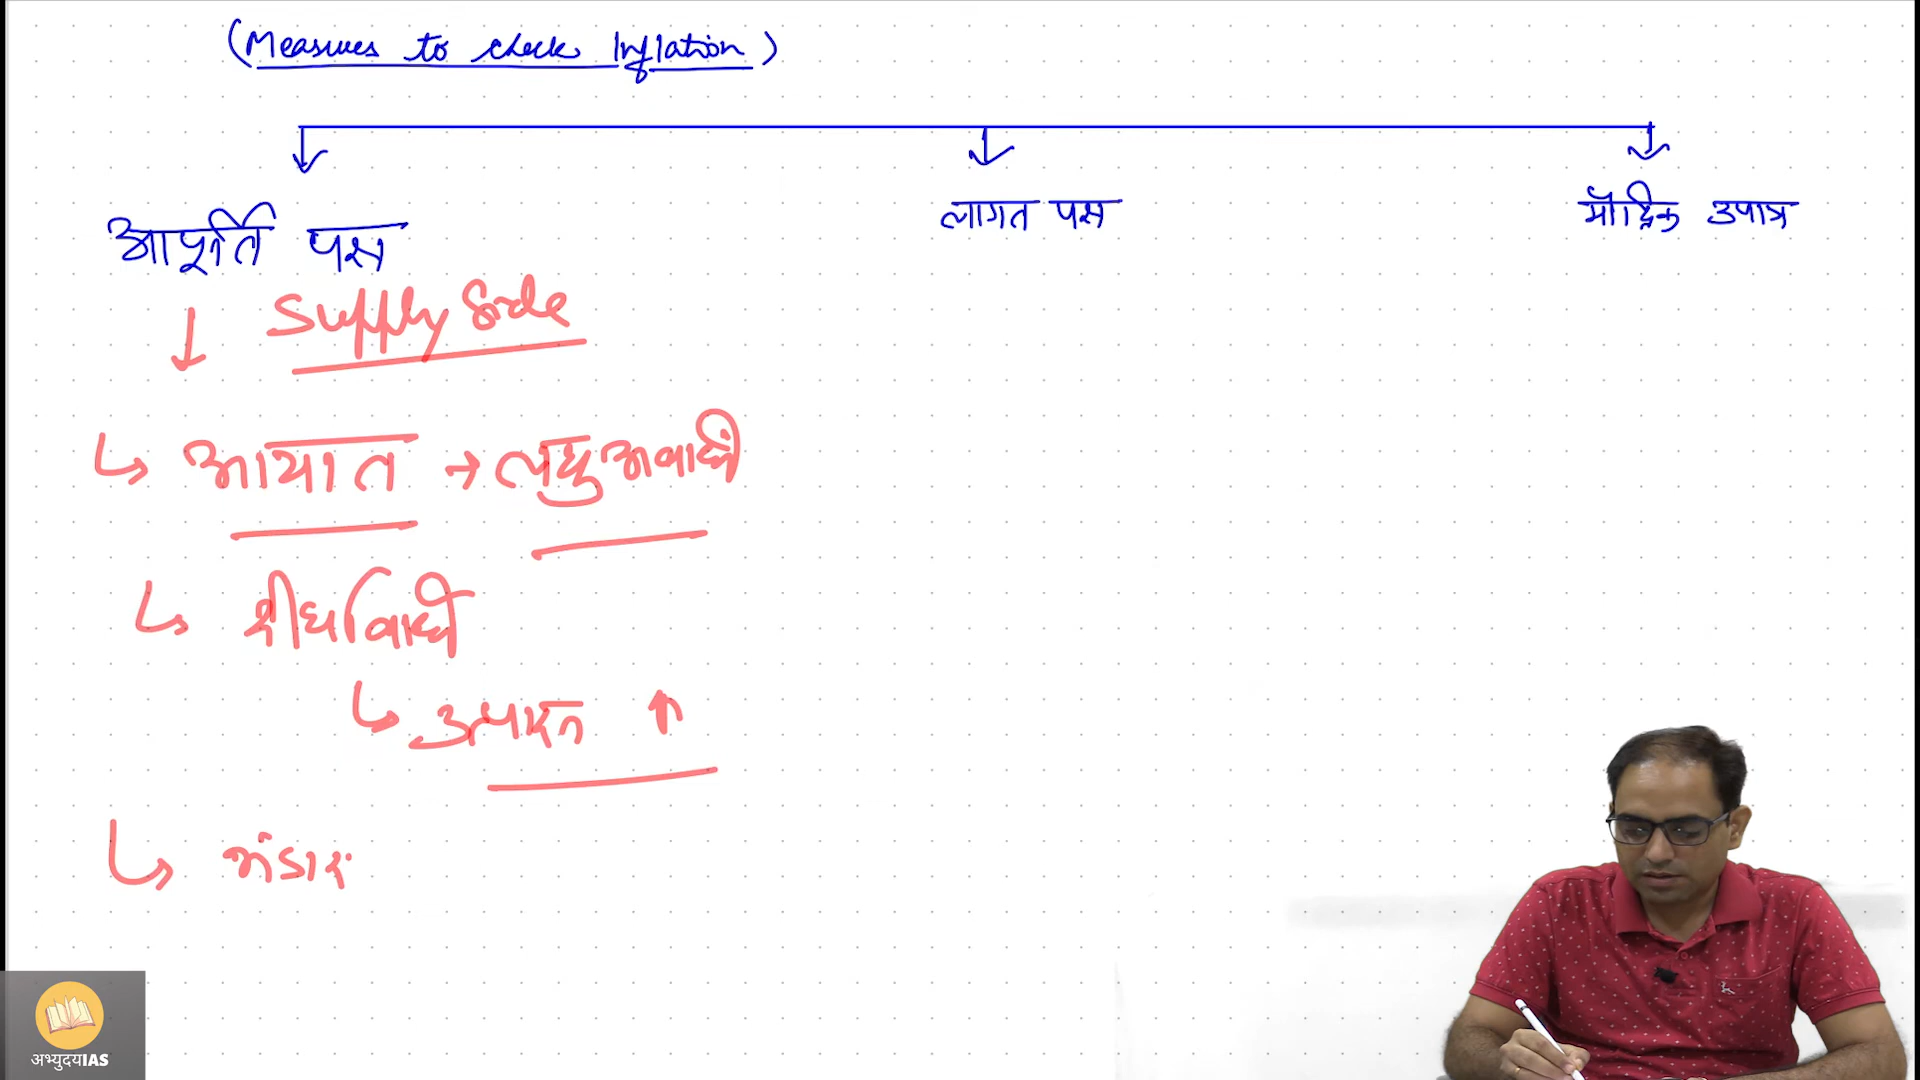 (Measures to check Inflation)
आपूर्ति पक्ष
लागत पक्ष
मौद्रिक उपाय
Supply Side
आयात → लघु अवधि
दीर्घावधि
उत्पादन ↑
भंडार
अभ्युदयIAS